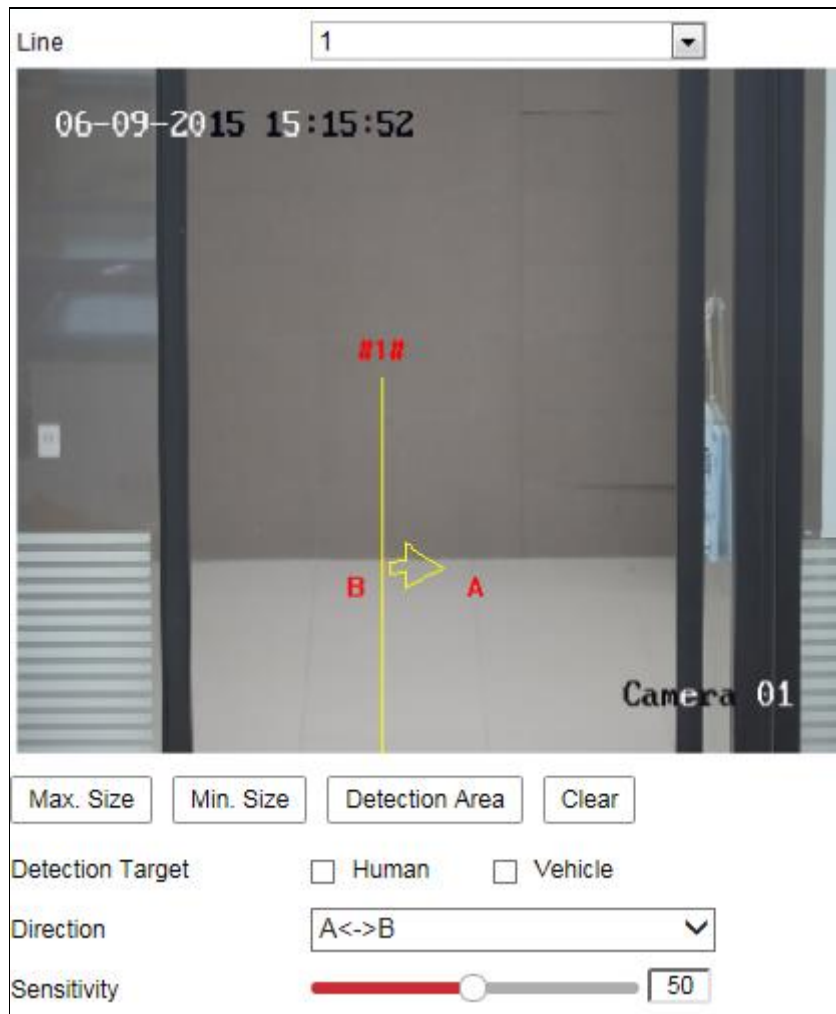 Line 1
06-09-2015 15:15:52
#1#
B A
Camera 01
Max. Size Min. Size Detection Area Clear
Detection Target Human Vehicle
Direction A<->B
Sensitivity 50